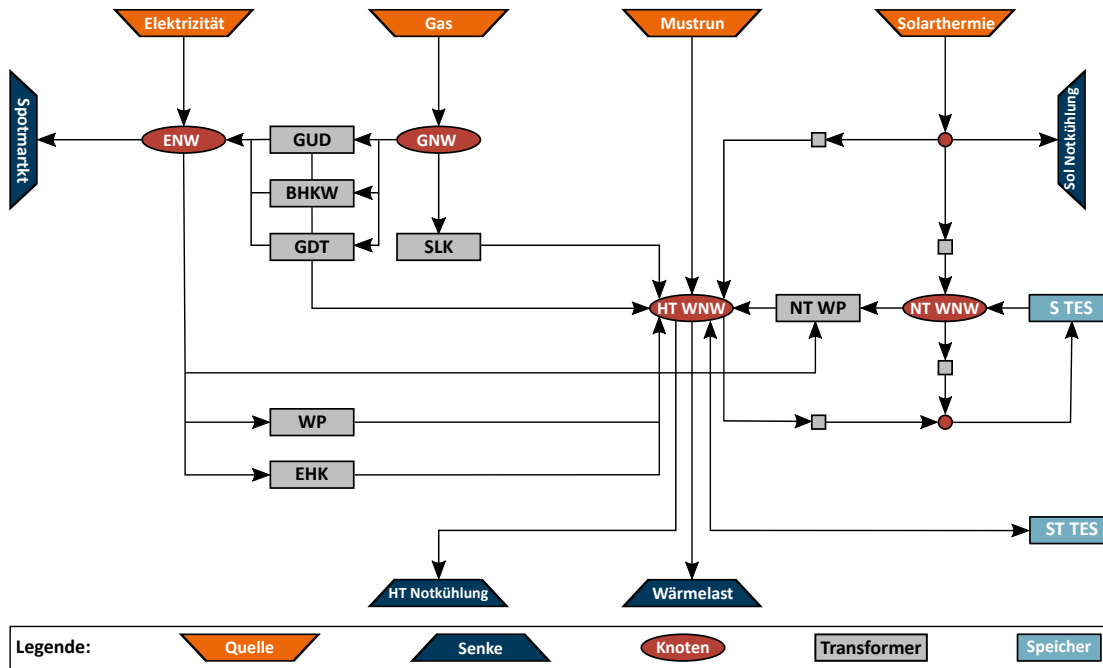 Elektrizität
Gas
Mustrun
Solarthermie
Spotmartkt
ENW
GUD
GNW
Sol Notkühlung
BHKW
GDT
SLK
HT WNW
NT WP
NT WNW
S TES
WP
EHK
ST TES
HT Notkühlung
Wärmelast
Legende:
Quelle
Senke
Knoten
Transformer
Speicher